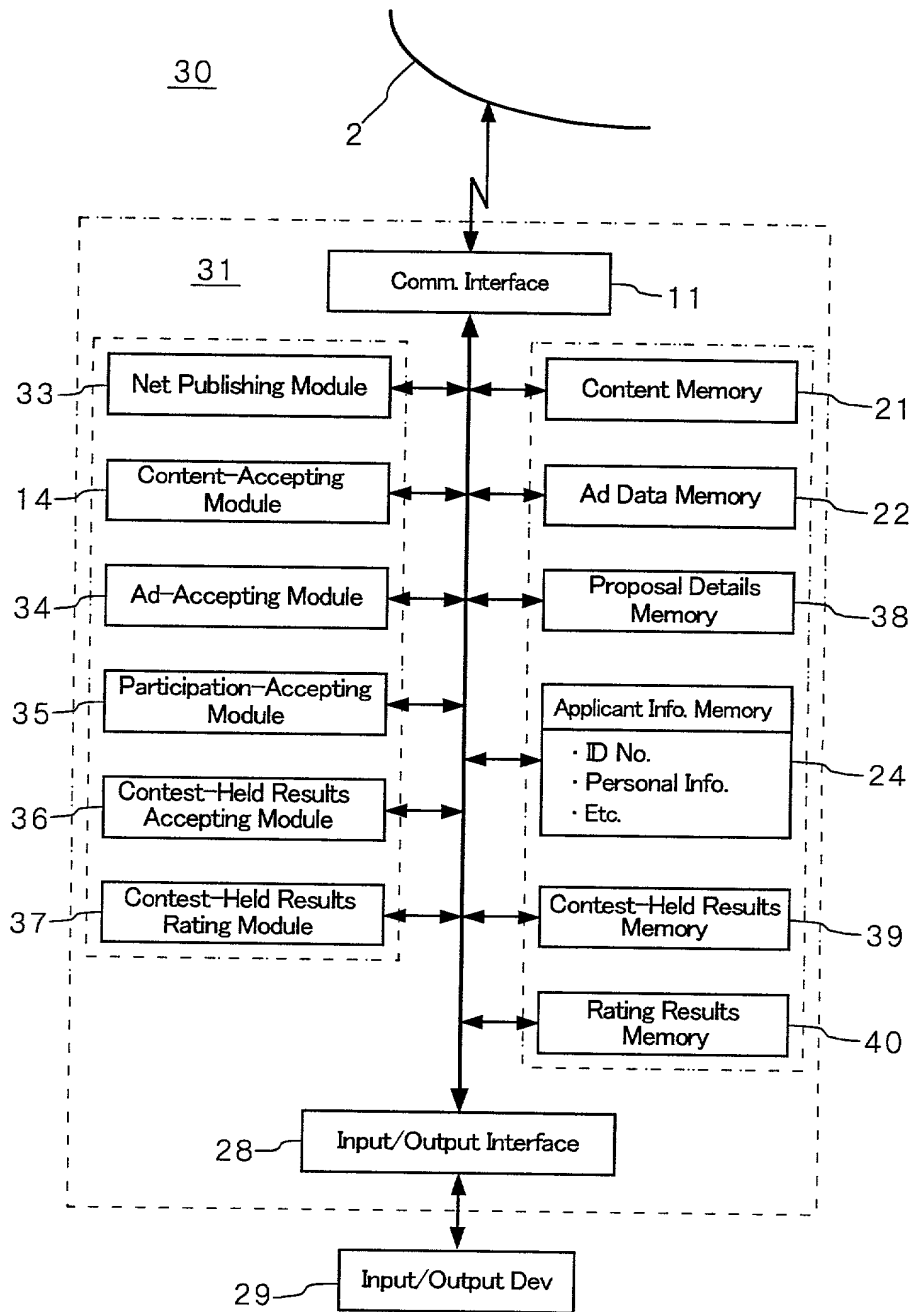 30
2
31
Comm. Interface
11
33
Net Publishing Module
Content Memory
21
14
Content-Accepting
Module
Ad Data Memory
22
34
Ad-Accepting Module
Proposal Details
Memory
38
35
Participation-Accepting
Module
Applicant Info. Memory
・ID No.
・Personal Info.
・Etc.
24
36
Contest-Held Results
Accepting Module
37
Contest-Held Results
Rating Module
Contest-Held Results
Memory
39
Rating Results
Memory
40
28
Input/Output Interface
29
Input/Output Dev